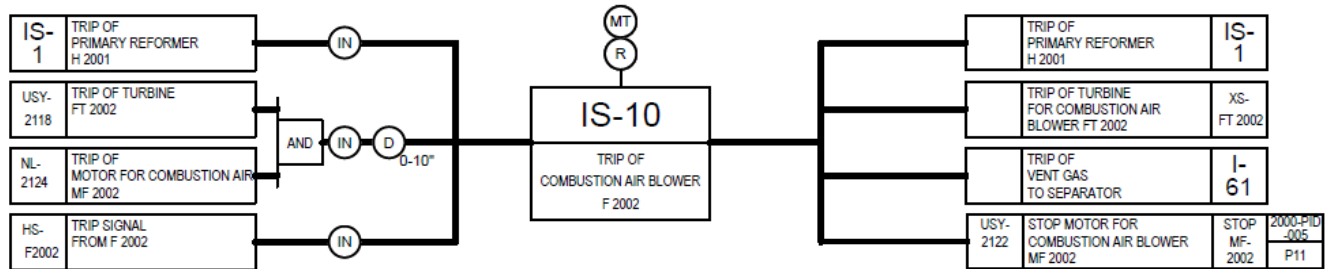 IS-
1
TRIP OF
PRIMARY REFORMER
H 2001
IN
USY-
2118
TRIP OF TURBINE
FT 2002
NL-
2124
TRIP OF
MOTOR FOR COMBUSTION AIR
MF 2002
AND
IN
D
0-10"
HS-
F2002
TRIP SIGNAL
FROM F 2002
IN
MT
R
IS-10
TRIP OF
COMBUSTION AIR BLOWER
F 2002
TRIP OF
PRIMARY REFORMER
H 2001
IS-
1
TRIP OF TURBINE
FOR COMBUSTION AIR
BLOWER FT 2002
XS-
FT 2002
TRIP OF
VENT GAS
TO SEPARATOR
I-
61
USY-
2122
STOP MOTOR FOR
COMBUSTION AIR BLOWER
MF 2002
STOP
MF-
2002
2000-PID
-005
P11